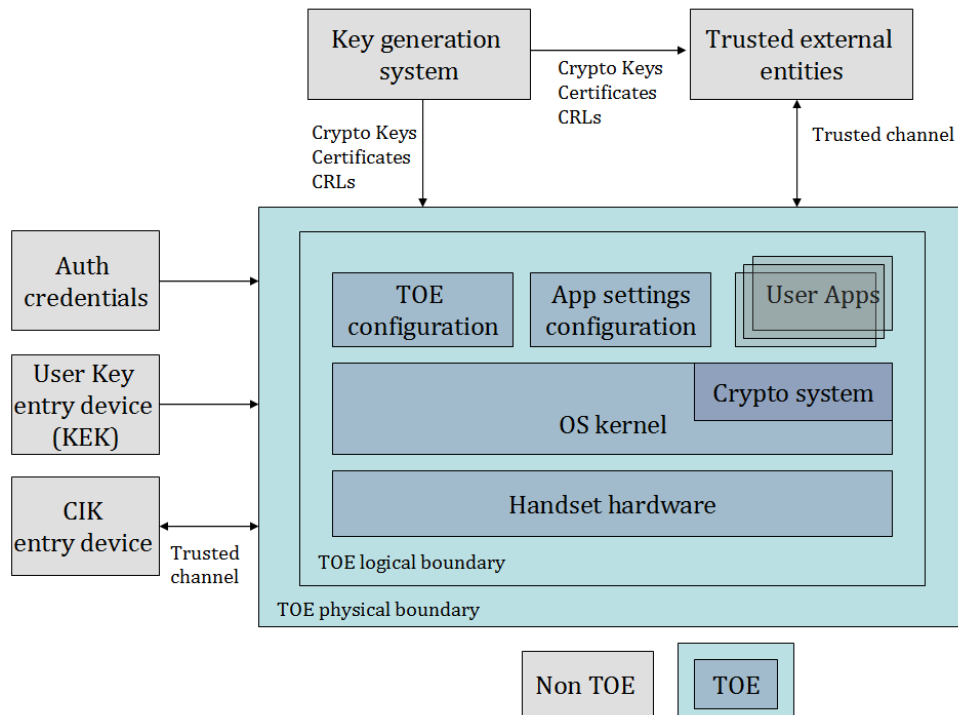 Key generation
system
Trusted external
entities
Crypto Keys
Certificates
CRLs
Crypto Keys
Certificates
CRLs
Trusted channel
Auth
credentials
TOE
configuration
App settings
configuration
User Apps
User Key
entry device
(KEK)
Crypto system
OS kernel
CIK
entry device
Trusted
channel
Handset hardware
TOE logical boundary
TOE physical boundary
Non TOE
TOE